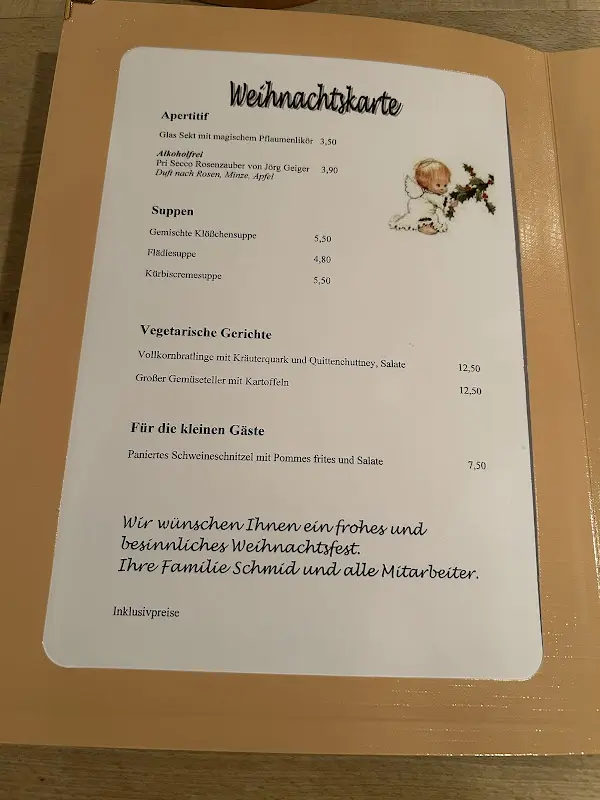 Weihnachtskarte
Apertitif
Glas Sekt mit magischem Pflaumenlikör 3,50
Alkoholfrei
Pri Secco Rosenzauber von Jörg Geiger 3,90
Duft nach Rosen, Minze, Apfel
Suppen
Gemischte Klößchensuppe 5,50
Flädlesuppe 4,80
Kürbiscremesuppe 5,50
Vegetarische Gerichte
Vollkornbratlinge mit Kräuterquark und Quittenchuttney, Salate 12,50
Großer Gemüseteller mit Kartoffeln 12,50
Für die kleinen Gäste
Paniertes Schweineschnitzel mit Pommes frites und Salate 7,50
Wir wünschen Ihnen ein frohes und
besinnliches Weihnachtsfest.
Ihre Familie Schmid und alle Mitarbeiter.
Inklusivpreise